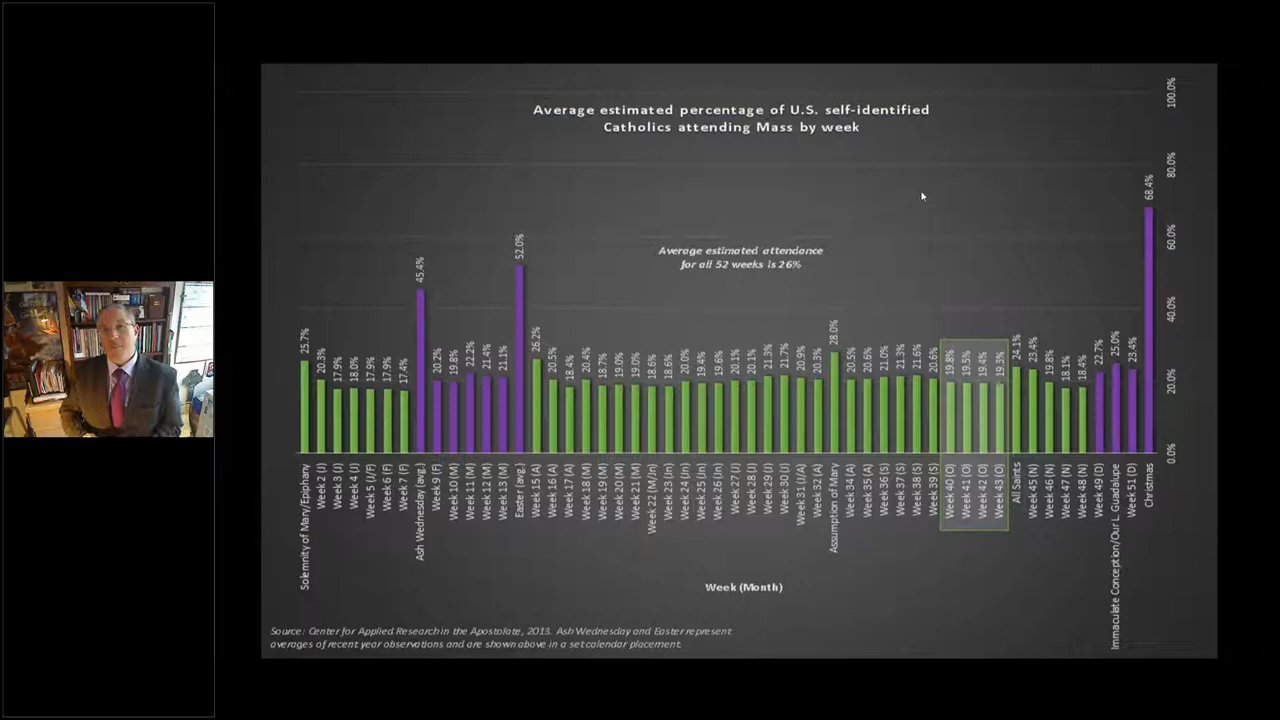 Average estimated percentage of U.S. self-identified
Catholics attending Mass by week
Average estimated attendance
for all 52 weeks is 26%
100.0%
80.0%
60.0%
40.0%
20.0%
0.0%
25.7%
20.3%
17.9%
18.0%
17.9%
17.9%
17.4%
45.4%
20.2%
19.8%
22.2%
21.4%
21.1%
52.0%
26.2%
20.5%
18.4%
20.4%
18.7%
19.0%
19.0%
18.6%
18.6%
20.0%
19.4%
19.6%
20.1%
20.1%
21.3%
21.7%
20.9%
20.3%
28.0%
20.5%
20.6%
21.0%
21.3%
21.6%
20.6%
19.8%
19.5%
19.4%
19.3%
24.1%
23.4%
19.8%
18.1%
18.4%
22.7%
25.0%
23.4%
68.4%
Solemnity of Mary/Epiphany
Week 2 (J)
Week 3 (J)
Week 4 (J)
Week 5 (J/F)
Week 6 (F)
Week 7 (F)
Ash Wednesday (avg.)
Week 9 (F)
Week 10 (M)
Week 11 (M)
Week 12 (M)
Week 13 (M)
Easter (avg.)
Week 15 (A)
Week 16 (A)
Week 17 (A)
Week 18 (M)
Week 19 (M)
Week 20 (M)
Week 21 (M)
Week 22 (M/Jn)
Week 23 (Jn)
Week 24 (Jn)
Week 25 (Jn)
Week 26 (Jn)
Week 27 (J)
Week 28 (J)
Week 29 (J)
Week 30 (J)
Week 31 (J/A)
Week 32 (A)
Assumption of Mary
Week 34 (A)
Week 35 (A)
Week 36 (S)
Week 37 (S)
Week 38 (S)
Week 39 (S)
Week 40 (O)
Week 41 (O)
Week 42 (O)
Week 43 (O)
All Saints
Week 45 (N)
Week 46 (N)
Week 47 (N)
Week 48 (N)
Week 49 (D)
Immaculate Conception/Our L. Guadalupe
Week 51 (D)
Christmas
Week (Month)
Source: Center for Applied Research in the Apostolate, 2013. Ash Wednesday and Easter represent
averages of recent year observations and are shown above in a set calendar placement.